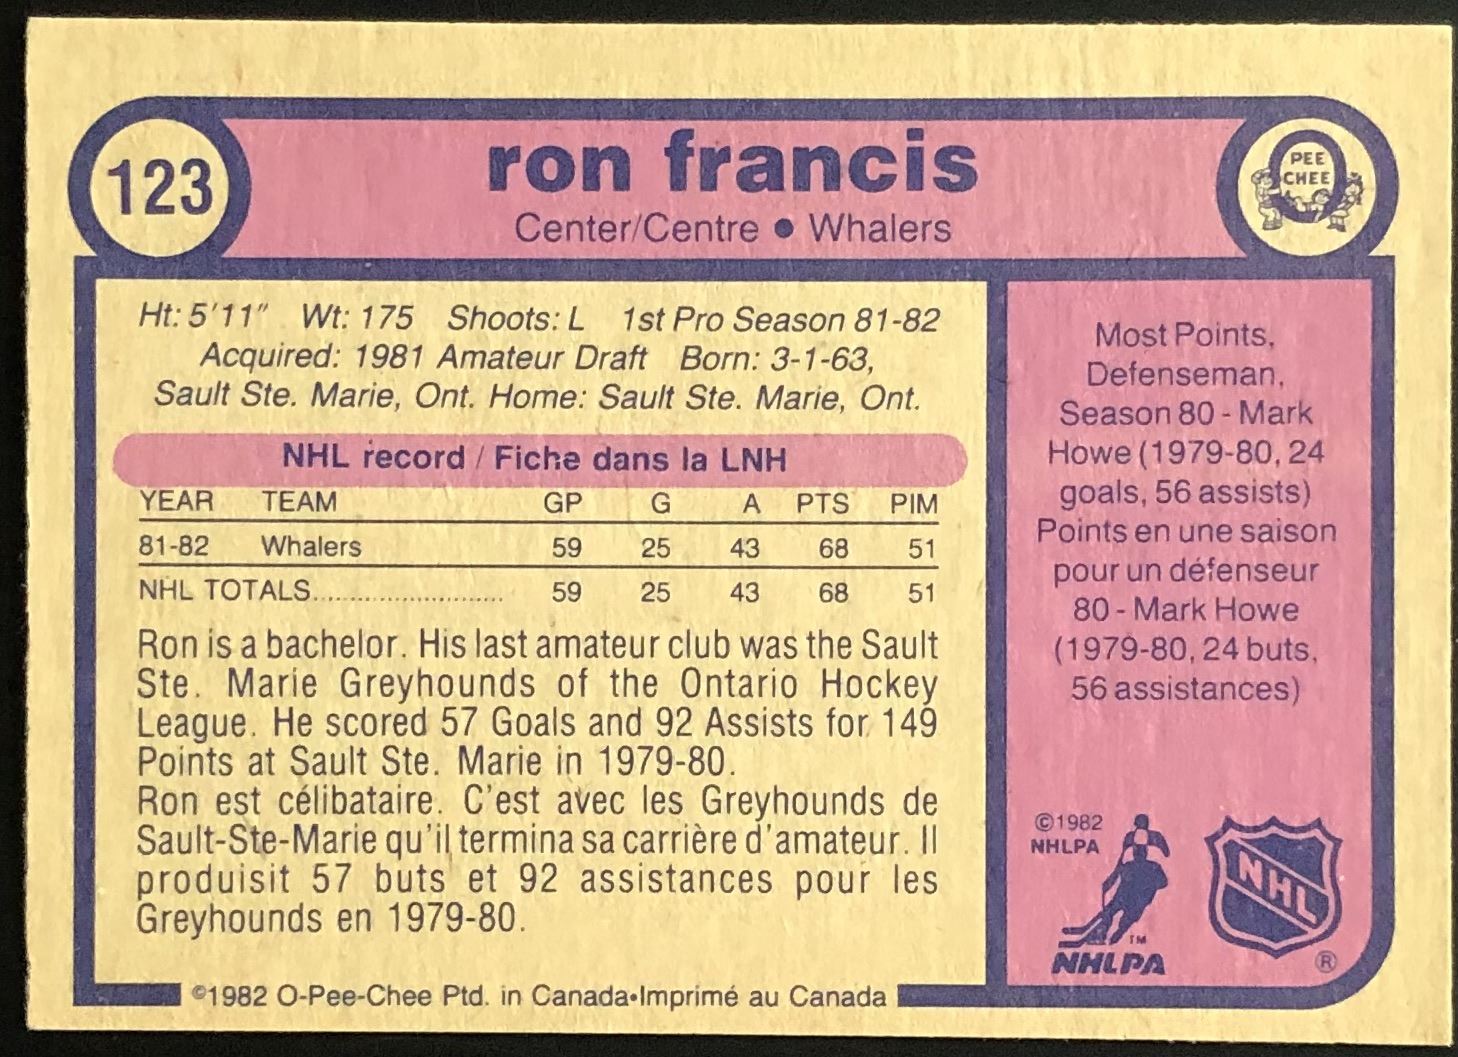 123
ron francis
Center/Centre • Whalers
PEE
CHEE
Ht: 5'11" Wt: 175 Shoots: L 1st Pro Season 81-82
Acquired: 1981 Amateur Draft Born: 3-1-63,
Sault Ste. Marie, Ont. Home: Sault Ste. Marie, Ont.
NHL record / Fiche dans la LNH
YEAR TEAM GP G A PTS PIM
81-82 Whalers 59 25 43 68 51
NHL TOTALS......................... 59 25 43 68 51
Ron is a bachelor. His last amateur club was the Sault
Ste. Marie Greyhounds of the Ontario Hockey
League. He scored 57 Goals and 92 Assists for 149
Points at Sault Ste. Marie in 1979-80.
Ron est célibataire. C'est avec les Greyhounds de
Sault-Ste-Marie qu'il termina sa carrière d'amateur. Il
produisit 57 buts et 92 assistances pour les
Greyhounds en 1979-80.
Most Points,
Defenseman,
Season 80 - Mark
Howe (1979-80, 24
goals, 56 assists)
Points en une saison
pour un défenseur
80 - Mark Howe
(1979-80, 24 buts,
56 assistances)
©1982
NHLPA
TM
NHLPA
NHL
®
©1982 O-Pee-Chee Ptd. in Canada•Imprimé au Canada